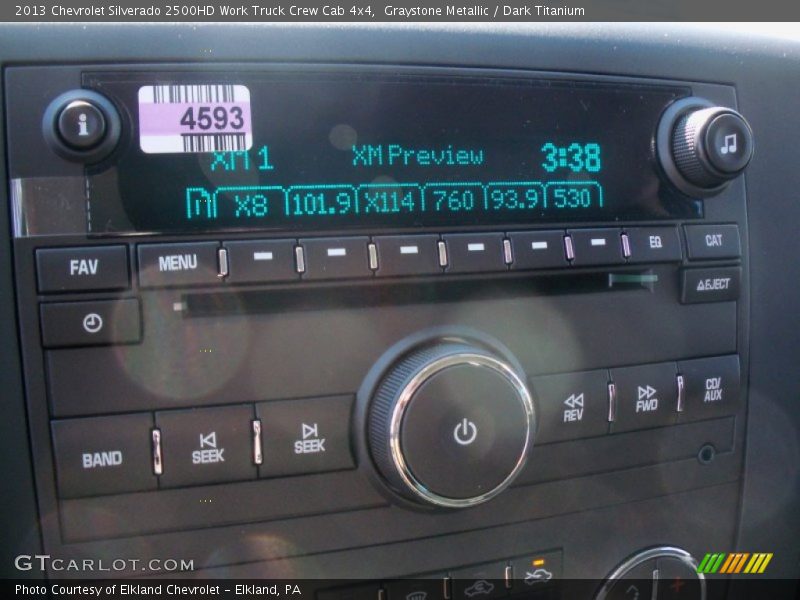 2013 Chevrolet Silverado 2500HD Work Truck Crew Cab 4x4,  Graystone Metallic / Dark Titanium
4593
i
XM 1 XM Preview 3:38
X8 101.9 X114 760 93.9 530
FAV MENU EQ CAT
EJECT
BAND SEEK SEEK REV FWD CD/AUX
GTCARLOT.COM
Photo Courtesy of Elkland Chevrolet - Elkland, PA